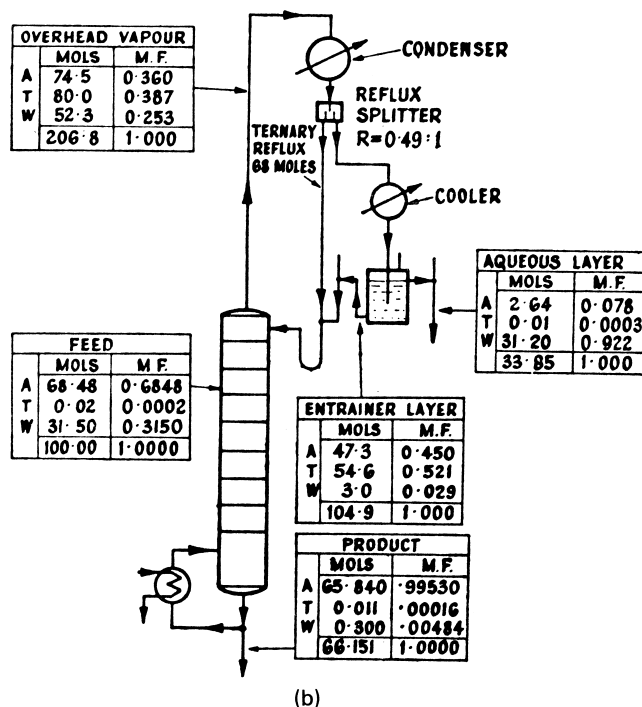 OVERHEAD VAPOUR
MOLS M.F.
A 74·5 0·360
T 80·0 0·387
W 52·3 0·253
206·8 1·000
CONDENSER
REFLUX
SPLITTER
R=0·49:1
TERNARY
REFLUX
68 MOLES
COOLER
AQUEOUS LAYER
MOLS M.F.
A 2·64 0·078
T 0·01 0·0003
W 31·20 0·922
33·85 1·000
FEED
MOLS M F.
A 68·48 0·6848
T 0·02 0·0002
W 31·50 0·3150
100·00 1·0000
ENTRAINER LAYER
MOLS M.F.
A 47·3 0·450
T 54·6 0·521
W 3·0 0·029
104·9 1·000
PRODUCT
MOLS M.F.
A 65·840 ·99530
T 0·011 ·00016
W 0·300 ·00484
66·151 1·0000
(b)